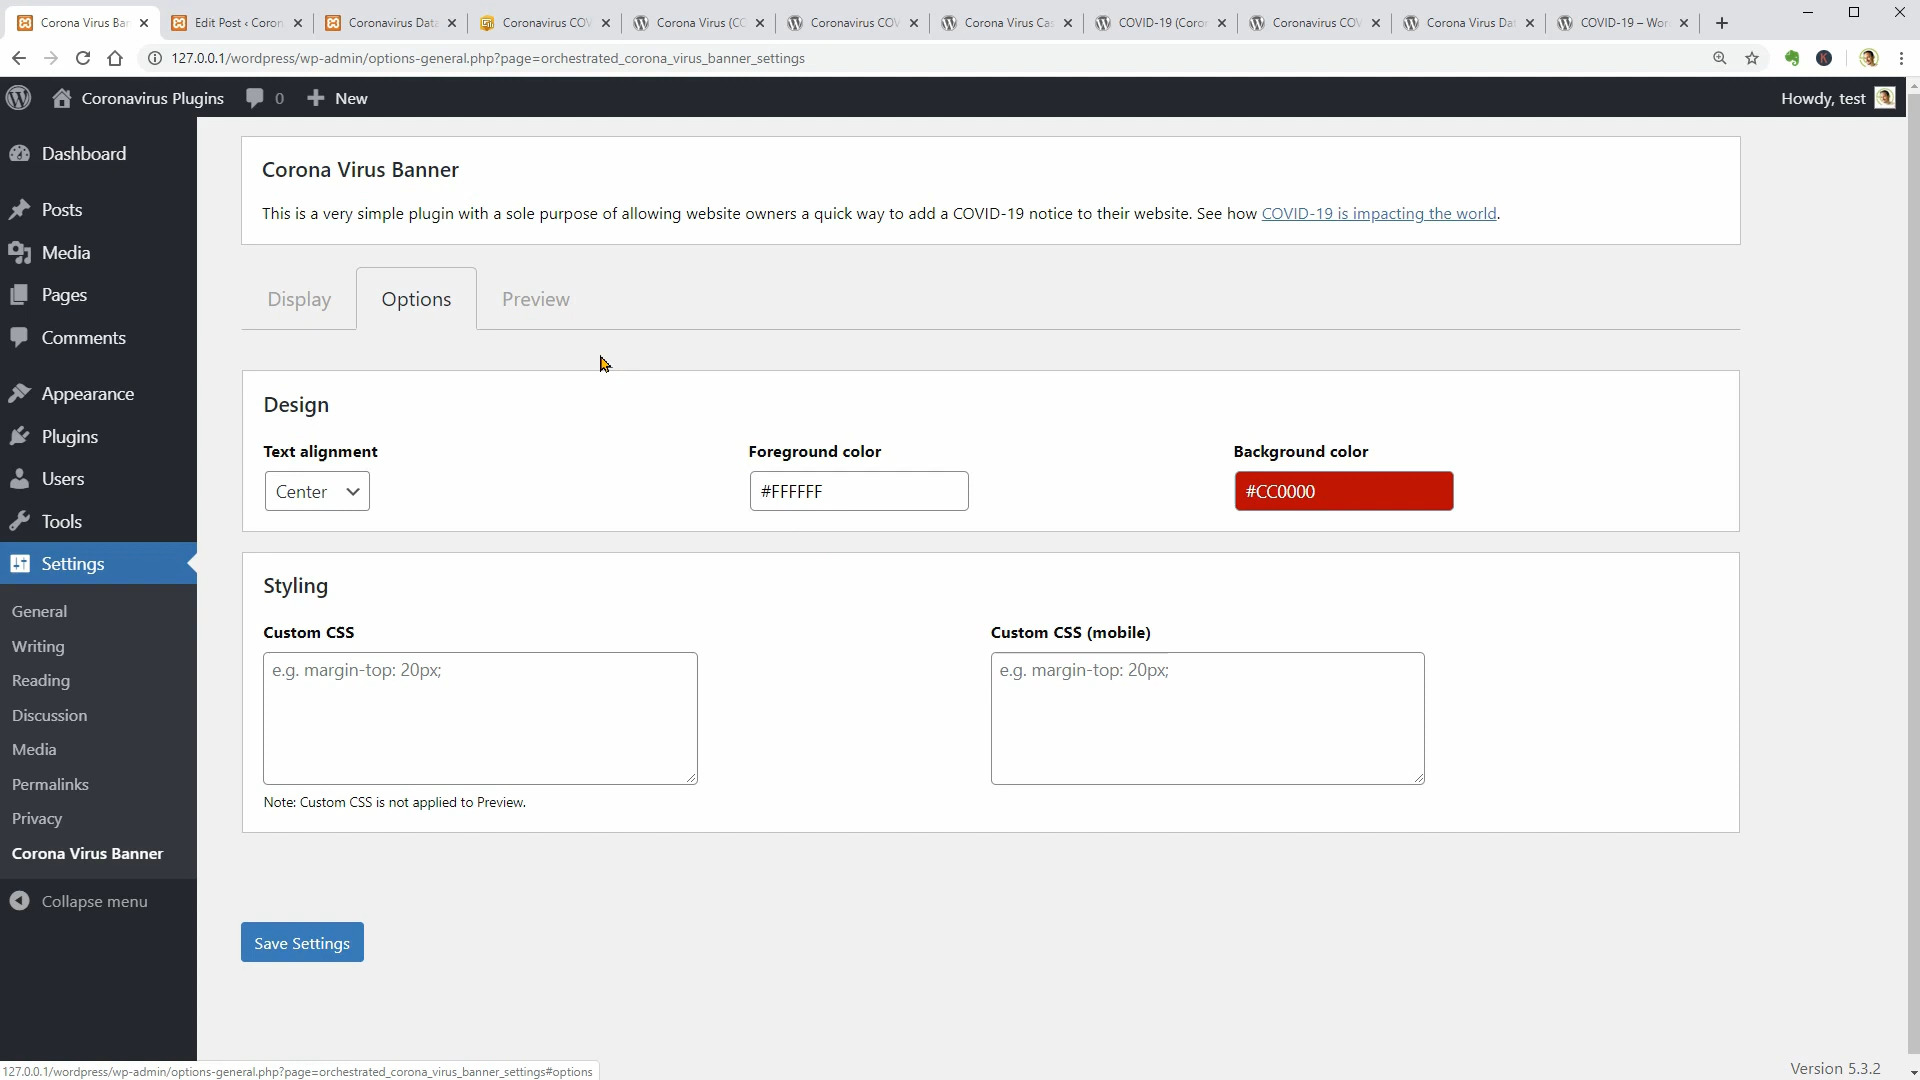 Corona Virus Ba
Edit Post ‹ Coron
Coronavirus Data
Coronavirus COV
Corona Virus (CO
Coronavirus COV
Corona Virus Ca
COVID-19 (Coro
Coronavirus COV
Corona Virus Da
COVID-19 – Wor
127.0.0.1/wordpress/wp-admin/options-general.php?page=orchestrated_corona_virus_banner_settings
Coronavirus Plugins
0
New
Howdy, test
Dashboard
Posts
Media
Pages
Comments
Appearance
Plugins
Users
Tools
Settings
General
Writing
Reading
Discussion
Media
Permalinks
Privacy
Corona Virus Banner
Collapse menu
Corona Virus Banner
This is a very simple plugin with a sole purpose of allowing website owners a quick way to add a COVID-19 notice to their website. See how COVID-19 is impacting the world.
Display
Options
Preview
Design
Text alignment
Foreground color
Background color
Center
#FFFFFF
#CC0000
Styling
Custom CSS
Custom CSS (mobile)
e.g. margin-top: 20px;
e.g. margin-top: 20px;
Note: Custom CSS is not applied to Preview.
Save Settings
Version 5.3.2
127.0.0.1/wordpress/wp-admin/options-general.php?page=orchestrated_corona_virus_banner_settings#options